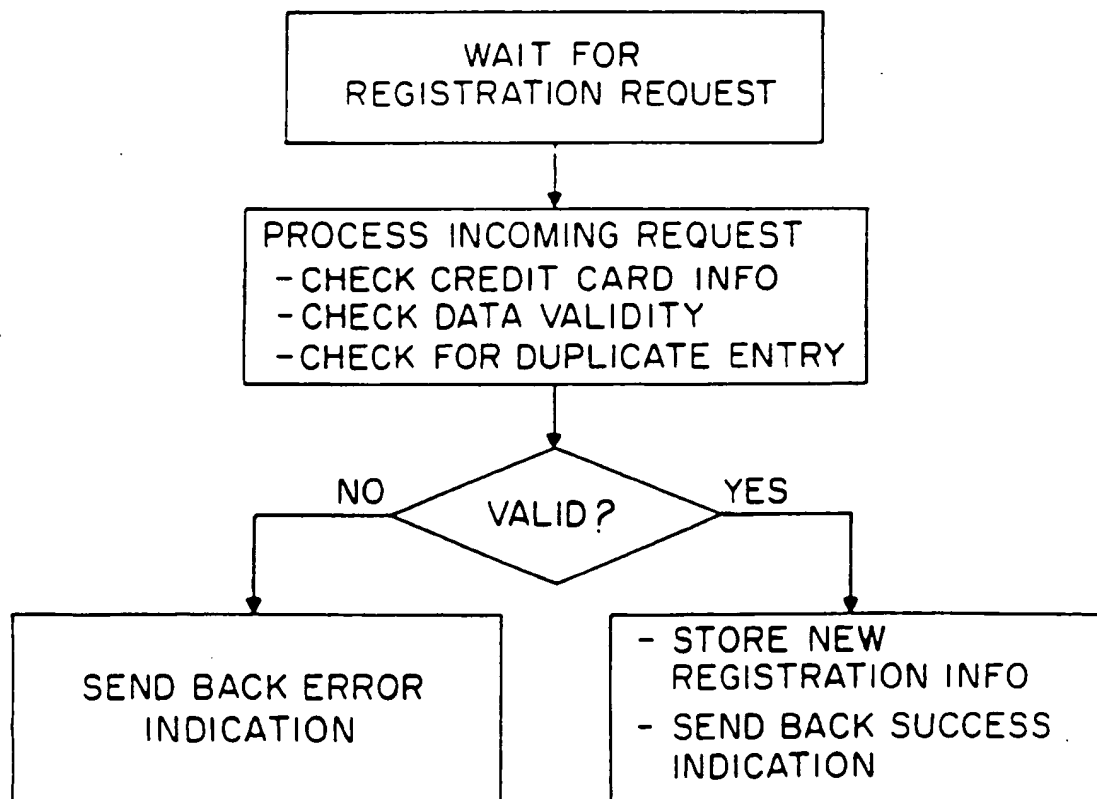 WAIT FOR
REGISTRATION REQUEST
PROCESS INCOMING REQUEST
- CHECK CREDIT CARD INFO
- CHECK DATA VALIDITY
- CHECK FOR DUPLICATE ENTRY
VALID?
NO
YES
SEND BACK ERROR
INDICATION
- STORE NEW
REGISTRATION INFO
- SEND BACK SUCCESS
INDICATION